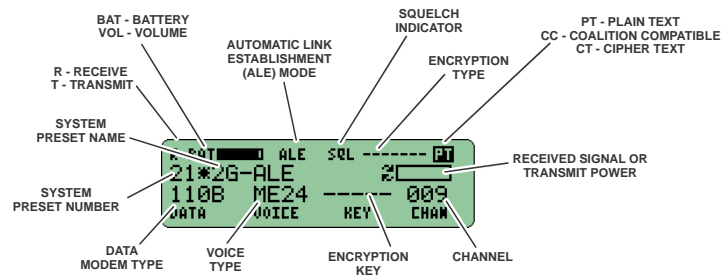 BAT - BATTERY
VOL - VOLUME
SQUELCH
INDICATOR
PT - PLAIN TEXT
CC - COALITION COMPATIBLE
CT - CIPHER TEXT
AUTOMATIC LINK
ESTABLISHMENT
(ALE) MODE
ENCRYPTION
TYPE
R - RECEIVE
T - TRANSMIT
SYSTEM
PRESET NAME
R BAT ALE SQL ------- PT
21*2G-ALE
110B ME24 ----- 009
DATA VOICE KEY CHAN
RECEIVED SIGNAL OR
TRANSMIT POWER
SYSTEM
PRESET NUMBER
DATA
MODEM TYPE
VOICE
TYPE
ENCRYPTION
KEY
CHANNEL